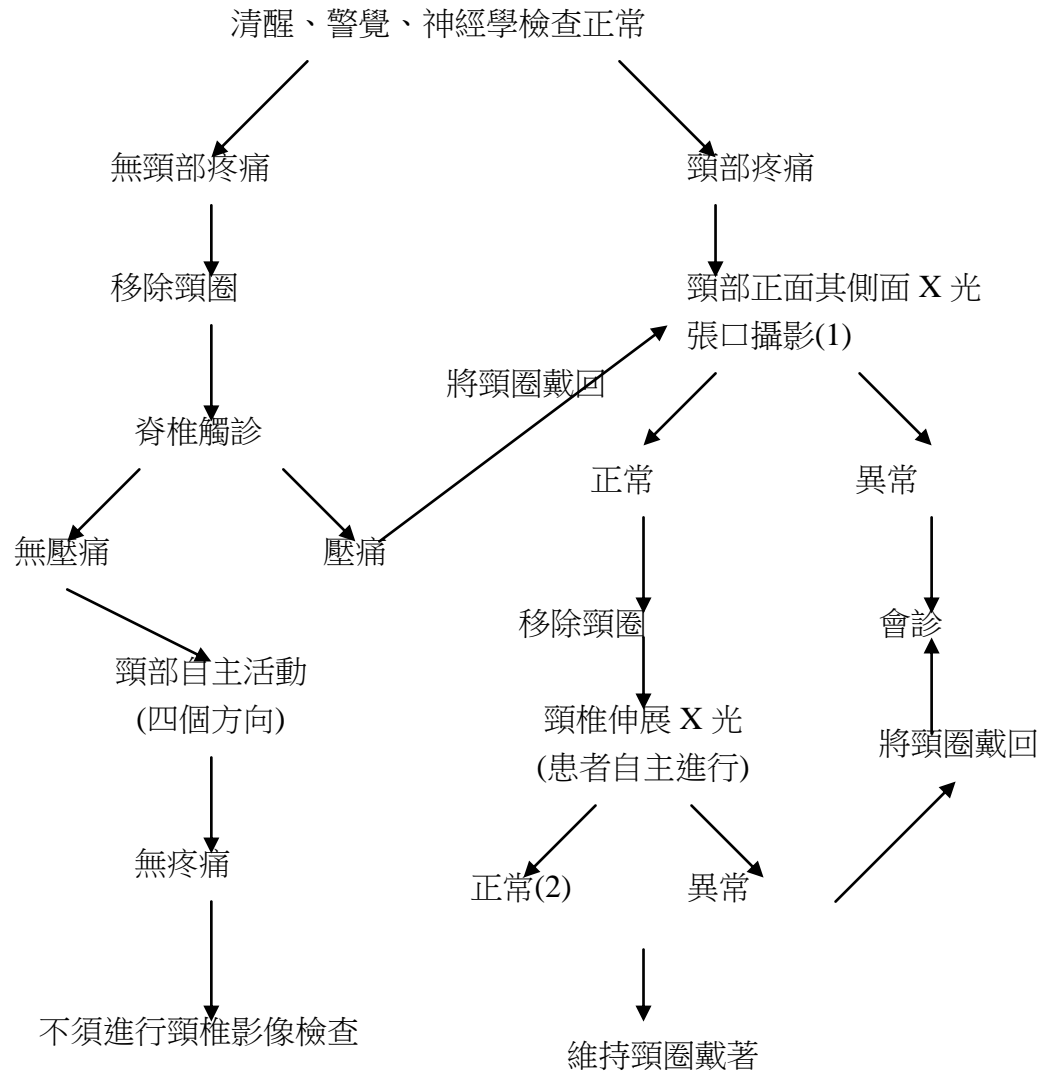 清醒、警覺、神經學檢查正常
無頸部疼痛
頸部疼痛
移除頸圈
頸部正面其側面 X 光
張口攝影(1)
將頸圈戴回
脊椎觸診
正常
異常
無壓痛
壓痛
移除頸圈
會診
頸部自主活動
(四個方向)
頸椎伸展 X 光
(患者自主進行)
將頸圈戴回
無疼痛
正常(2)
異常
不須進行頸椎影像檢查
維持頸圈戴著